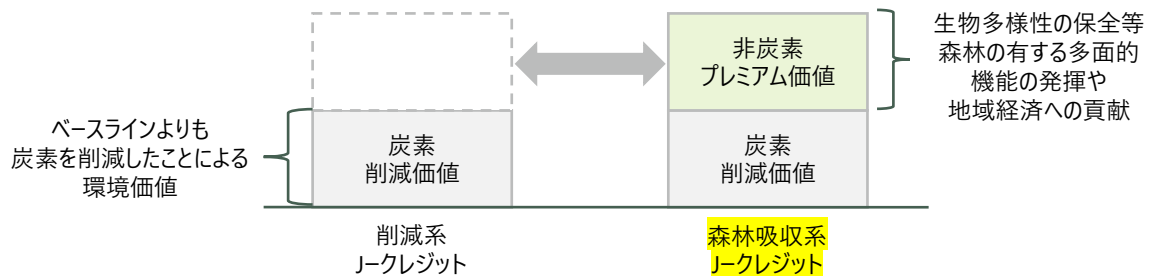 ベースラインよりも
炭素を削減したことによる
環境価値
炭素
削減価値
削減系
J-クレジット
非炭素
プレミアム価値
炭素
削減価値
森林吸収系
J-クレジット
生物多様性の保全等
森林の有する多面的
機能の発揮や
地域経済への貢献